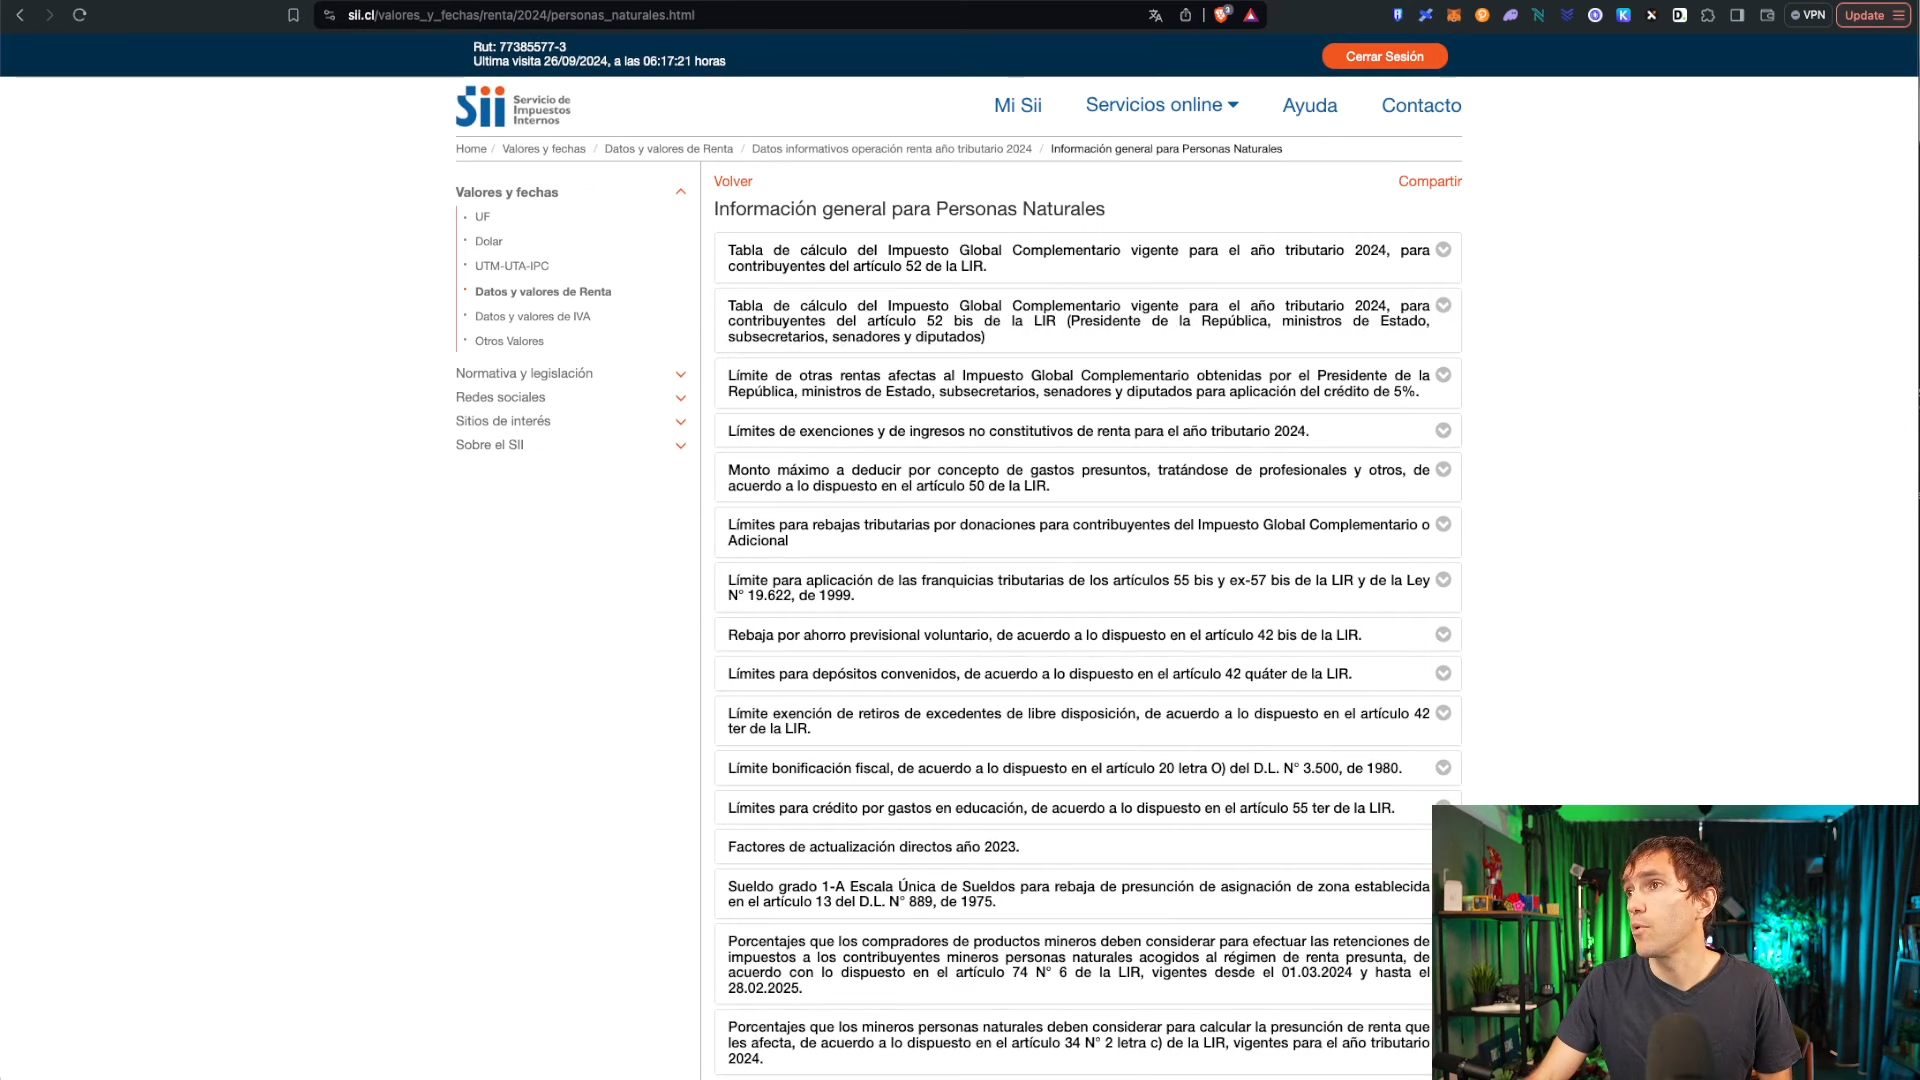 sii.cl/valores_y_fechas/renta/2024/personas_naturales.html
3
VPN
Update
Rut: 77385577-3
Ultima visita 26/09/2024, a las 06:17:21 horas
Cerrar Sesión
Sii Servicio de
Impuestos
Internos
Mi Sii
Servicios online
Ayuda
Contacto
Home / Valores y fechas / Datos y valores de Renta / Datos informativos operación renta año tributario 2024 / Información general para Personas Naturales
Valores y fechas
UF
Dolar
UTM-UTA-IPC
Datos y valores de Renta
Datos y valores de IVA
Otros Valores
Normativa y legislación
Redes sociales
Sitios de interés
Sobre el SII
Volver
Compartir
Información general para Personas Naturales
Tabla de cálculo del Impuesto Global Complementario vigente para el año tributario 2024, para
contribuyentes del artículo 52 de la LIR.
Tabla de cálculo del Impuesto Global Complementario vigente para el año tributario 2024, para
contribuyentes del artículo 52 bis de la LIR (Presidente de la República, ministros de Estado,
subsecretarios, senadores y diputados)
Límite de otras rentas afectas al Impuesto Global Complementario obtenidas por el Presidente de la
República, ministros de Estado, subsecretarios, senadores y diputados para aplicación del crédito de 5%.
Límites de exenciones y de ingresos no constitutivos de renta para el año tributario 2024.
Monto máximo a deducir por concepto de gastos presuntos, tratándose de profesionales y otros, de
acuerdo a lo dispuesto en el artículo 50 de la LIR.
Límites para rebajas tributarias por donaciones para contribuyentes del Impuesto Global Complementario o
Adicional
Límite para aplicación de las franquicias tributarias de los artículos 55 bis y ex-57 bis de la LIR y de la Ley
N° 19.622, de 1999.
Rebaja por ahorro previsional voluntario, de acuerdo a lo dispuesto en el artículo 42 bis de la LIR.
Límites para depósitos convenidos, de acuerdo a lo dispuesto en el artículo 42 quáter de la LIR.
Límite exención de retiros de excedentes de libre disposición, de acuerdo a lo dispuesto en el artículo 42
ter de la LIR.
Límite bonificación fiscal, de acuerdo a lo dispuesto en el artículo 20 letra O) del D.L. N° 3.500, de 1980.
Límites para crédito por gastos en educación, de acuerdo a lo dispuesto en el artículo 55 ter de la LIR.
Factores de actualización directos año 2023.
Sueldo grado 1-A Escala Única de Sueldos para rebaja de presunción de asignación de zona establecida
en el artículo 13 del D.L. N° 889, de 1975.
Porcentajes que los compradores de productos mineros deben considerar para efectuar las retenciones de
impuestos a los contribuyentes mineros personas naturales acogidos al régimen de renta presunta, de
acuerdo con lo dispuesto en el artículo 74 N° 6 de la LIR, vigentes desde el 01.03.2024 y hasta el
28.02.2025.
Porcentajes que los mineros personas naturales deben considerar para calcular la presunción de renta que
les afecta, de acuerdo a lo dispuesto en el artículo 34 N° 2 letra c) de la LIR, vigentes para el año tributario
2024.